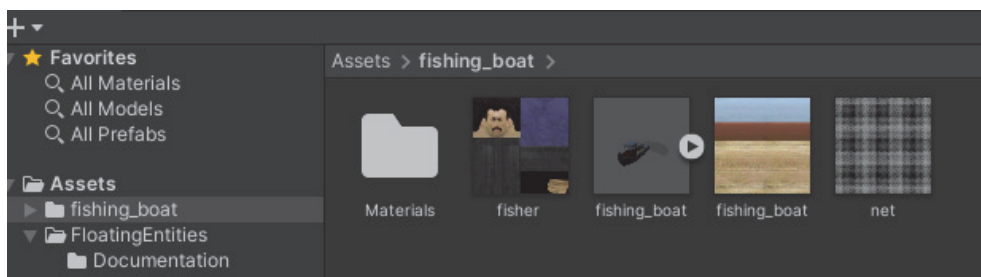 Favorites
All Materials
All Models
All Prefabs
Assets
fishing_boat
FloatingEntities
Documentation
Assets > fishing_boat >
Materials
fisher
fishing_boat
fishing_boat
net